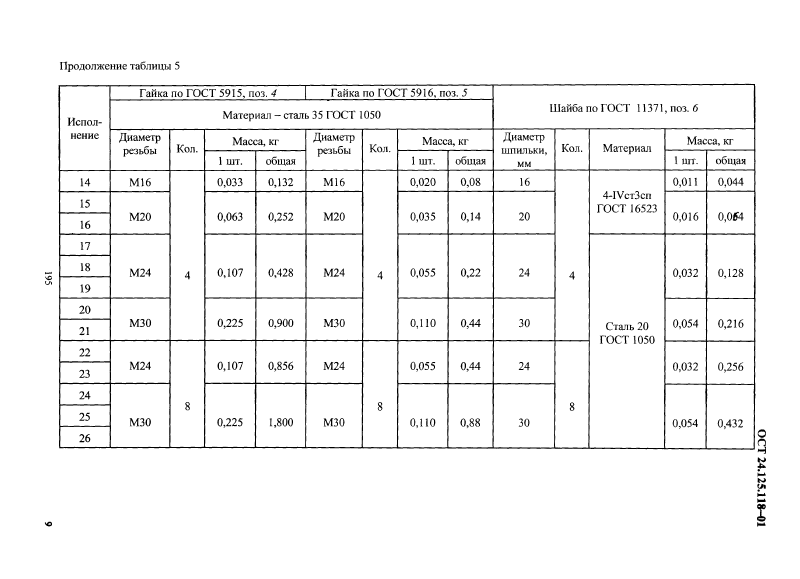 Продолжение таблицы 5
Испол-
нение
Гайка по ГОСТ 5915, поз. 4
Гайка по ГОСТ 5916, поз. 5
Шайба по ГОСТ 11371, поз. 6
Материал – сталь 35 ГОСТ 1050
Диаметр
резьбы
Кол.
Масса, кг
Диаметр
резьбы
Кол.
Масса, кг
Диаметр
шпильки,
мм
Кол.
Материал
Масса, кг
1 шт.
общая
1 шт.
общая
1 шт.
общая
14
М16
4
0,033
0,132
М16
4
0,020
0,08
16
4
4-IVст3сп
ГОСТ 16523
0,011
0,044
15
16
М20
0,063
0,252
М20
0,035
0,14
20
0,016
17
18
19
М24
0,107
0,428
М24
0,055
0,22
24
Сталь 20
ГОСТ 1050
0,032
0,128
20
21
М30
0,225
0,900
М30
0,110
0,44
30
0,054
0,216
22
23
М24
8
0,107
0,856
М24
8
0,055
0,44
24
8
0,032
0,256
24
25
26
М30
0,225
1,800
М30
0,110
0,88
30
0,054
0,432
195
9
ОСТ 24.125.118–01